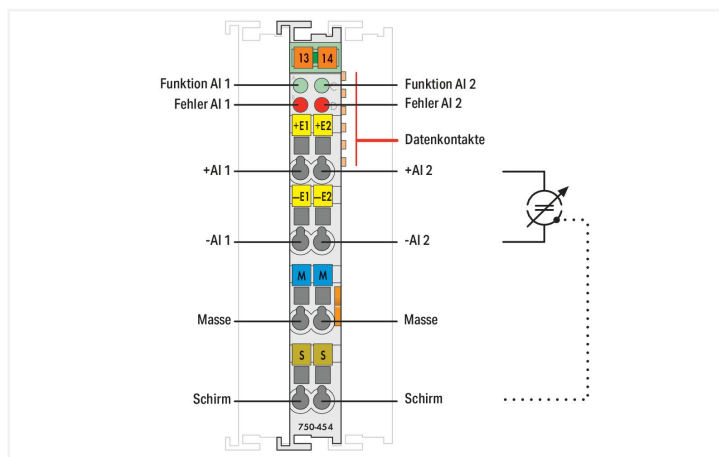 13 14
Funktion AI 1
Funktion AI 2
Fehler AI 1
Fehler AI 2
+E1 +E2
Datenkontakte
+AI 1
+AI 2
—E1 —E2
-AI 1
-AI 2
M M
Masse
Masse
S S
Schirm
Schirm
750-454